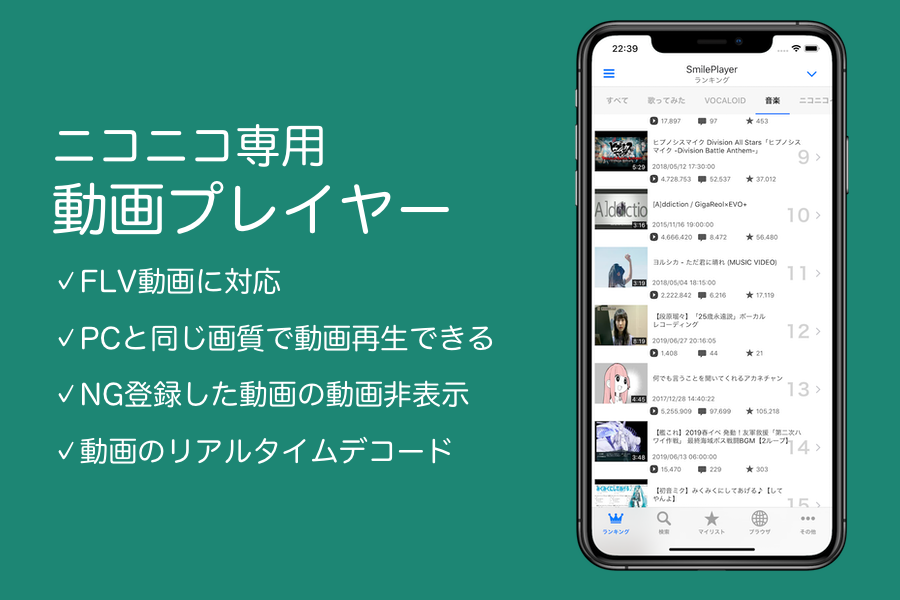 ニコニコ専用
動画プレイヤー
✓FLV動画に対応
✓PCと同じ画質で動画再生できる
✓NG登録した動画の動画非表示
✓動画のリアルタイムデコード
22:39
SmilePlayer
ランキング
すべて 歌ってみた VOCALOID 音楽 ニコニコ
17,897 97 453
ヒプノシスマイク Division All Stars「ヒプノシス
マイク -Division Battle Anthem-」
9
5:29
2018/05/12 17:30:00
4,728,753 52,537 37,012
[A]ddiction / GigaReol×EVO+
10
A]ddictio
3:16
2015/11/16 19:00:00
4,666,420 8,472 56,480
ヨルシカ - ただ君に晴れ (MUSIC VIDEO)
11
3:19
2018/05/04 18:15:00
2,222,842 6,216 17,119
【段原瑠々】「25歳永遠説」ボーカル
レコーディング
12
8:19
2019/06/27 20:16:05
1,408 44 21
何でも言うことを聞いてくれるアカネチャン
13
4:45
2017/12/28 14:40:22
5,255,909 97,699 105,218
【艦これ】2019春イベ 発動！友軍救援「第二次ハ
ワイ作戦」 最終海域ボス戦闘BGM【2ループ】
14
3:48
2019/06/13 06:00:00
15,470 229 303
【初音ミク】みくみくにしてあげる♪【して
やんよ】
15
ランキング 検索 マイリスト ブラウザ その他